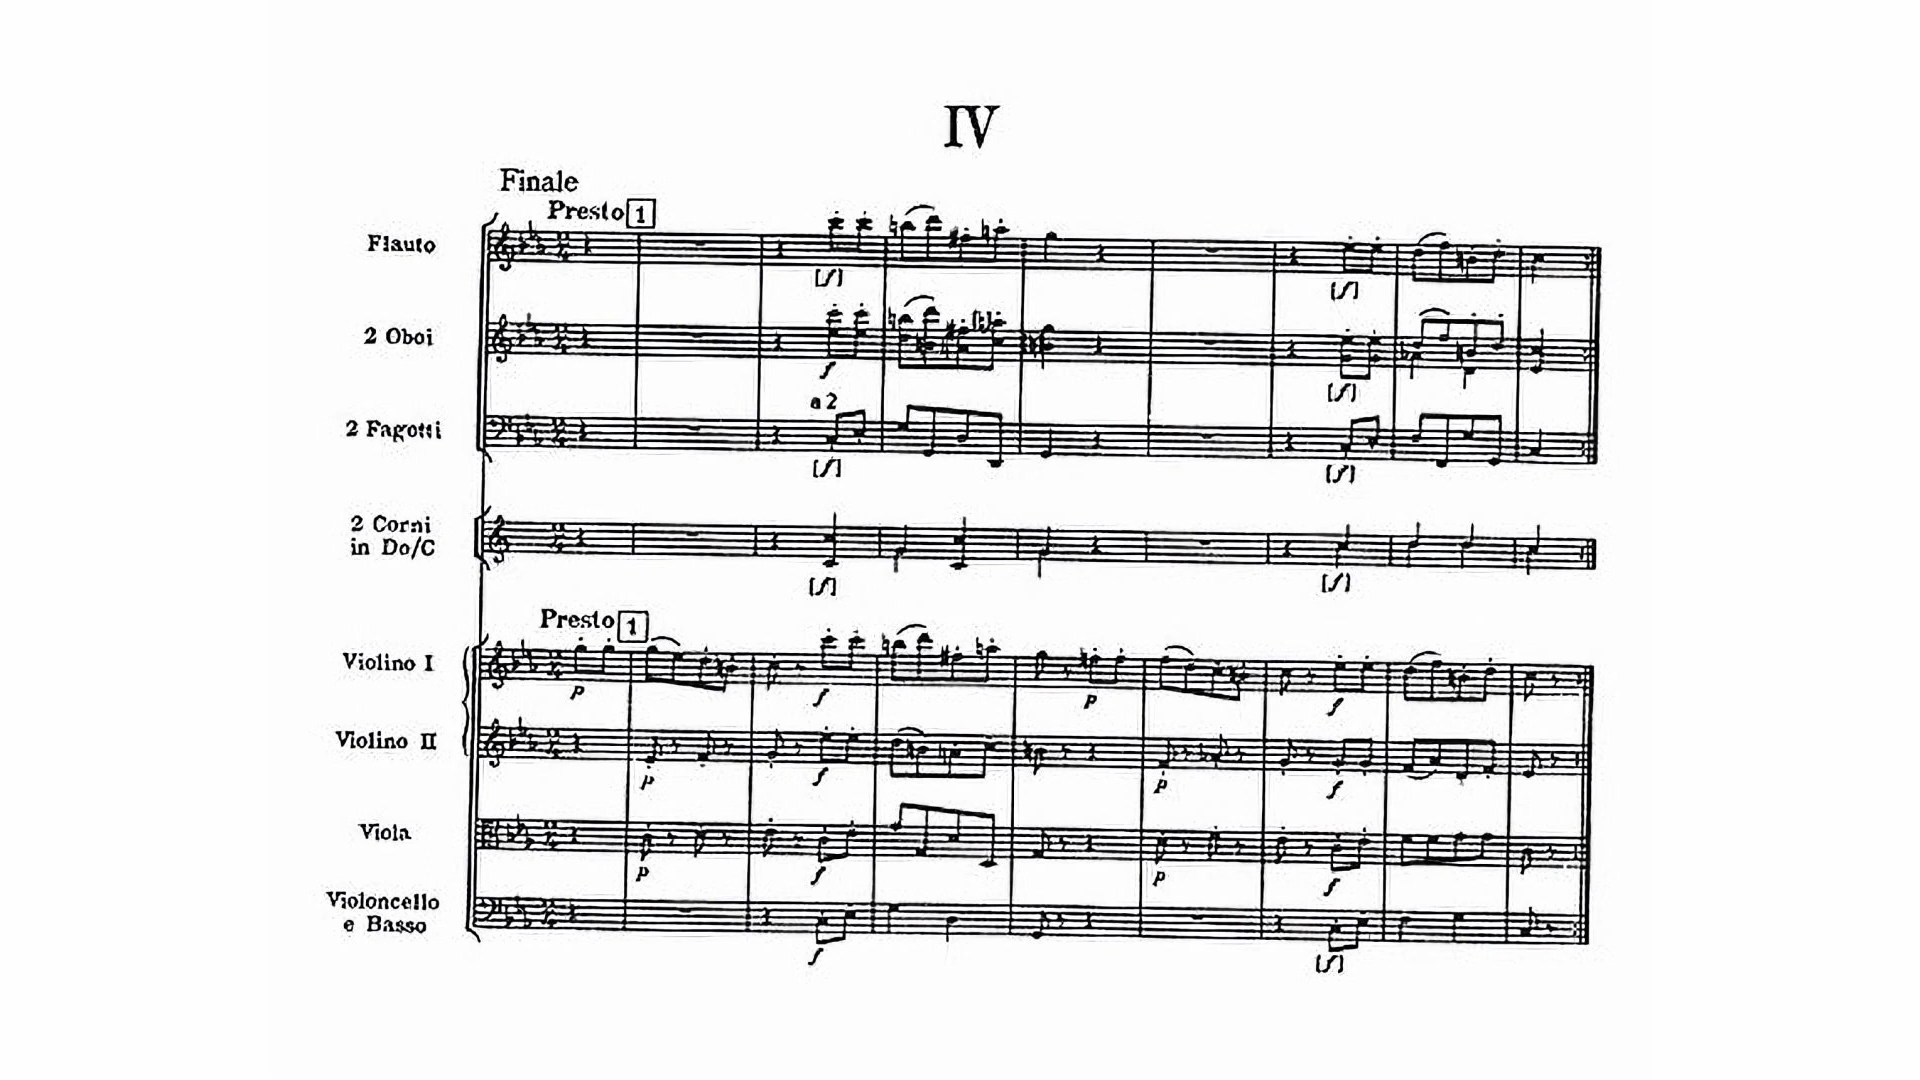 IV
Finale
Presto 1
Flauto
[f]
[f]
2 Oboi
f
[f]
a 2
2 Fagotti
[f]
[f]
2 Corni
in Do/C
[f]
[f]
Presto 1
Violino I
p
f
p
f
Violino II
p
f
p
f
Viola
p
f
p
f
Violoncello
e Basso
f
[f]